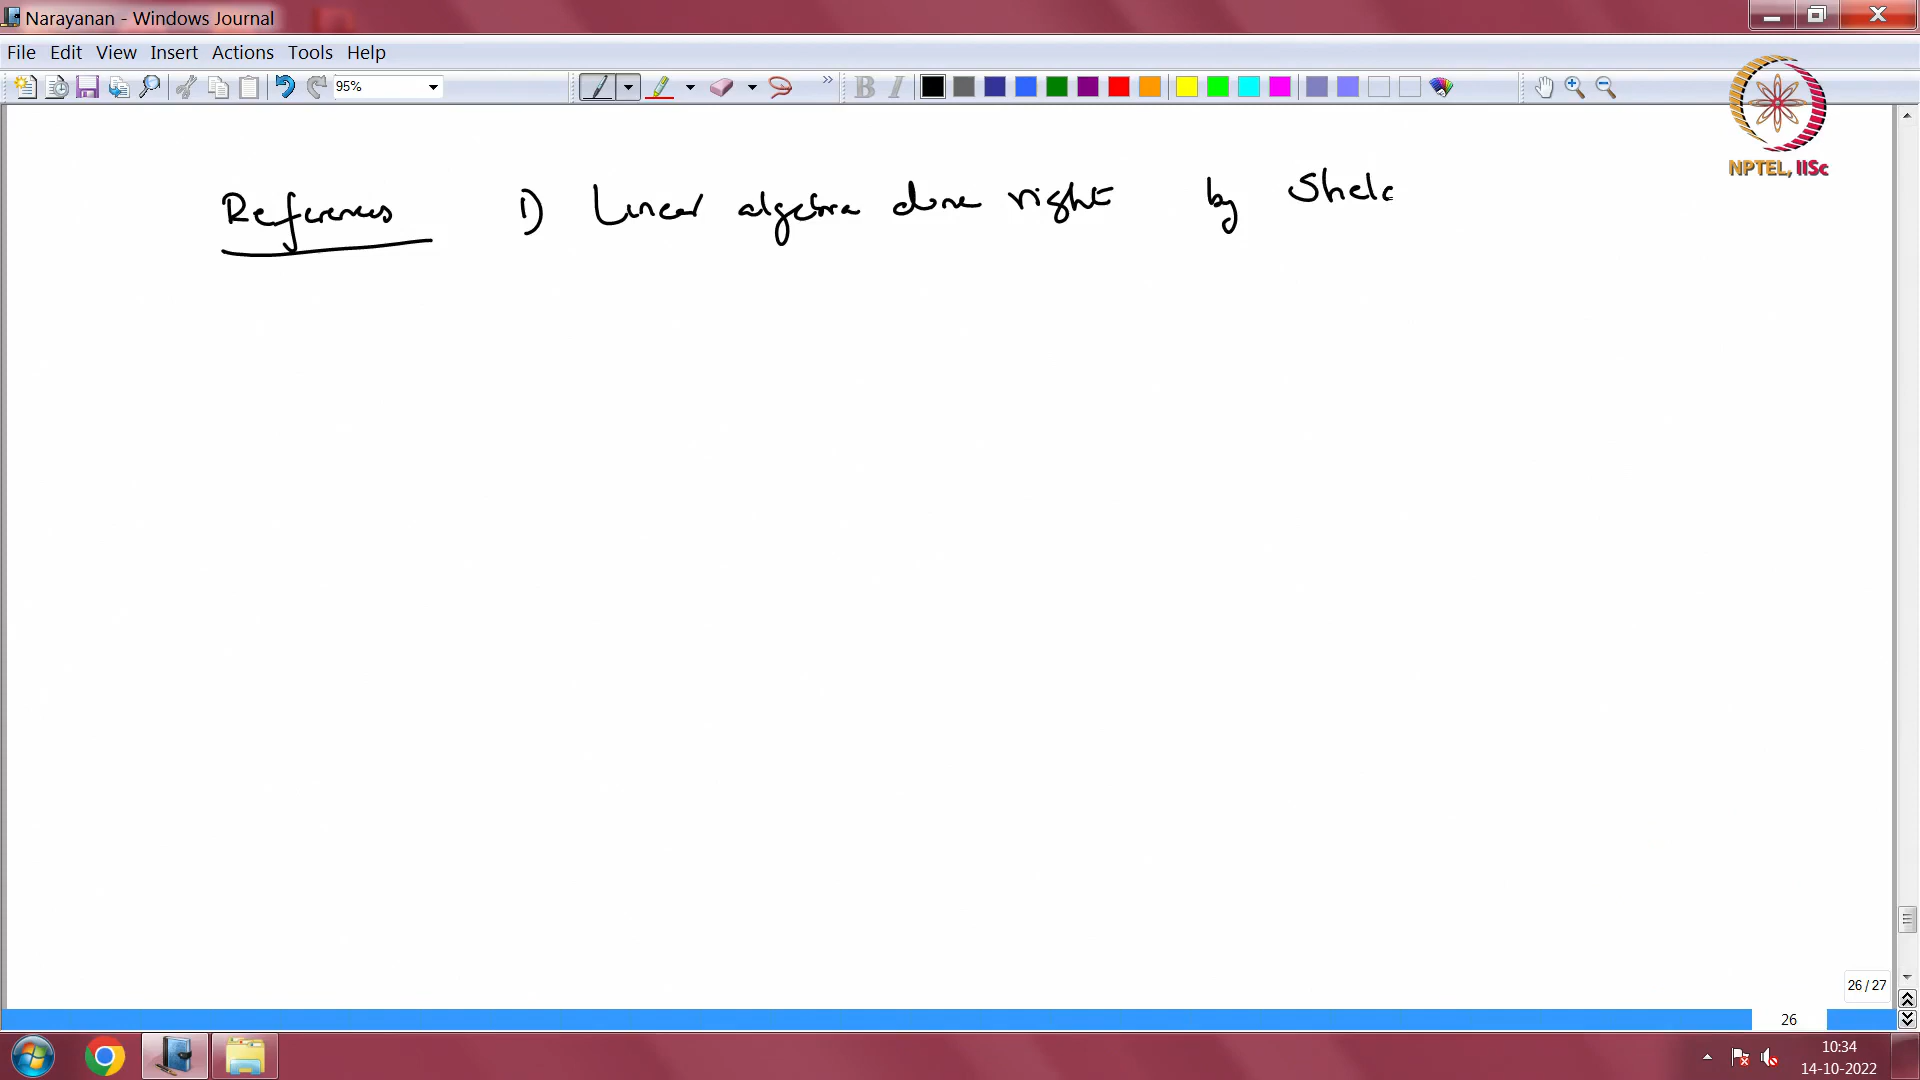 Narayanan - Windows Journal
File Edit View Insert Actions Tools Help
95%
B I
NPTEL, IISc
References 1) Linear algebra done right by Sheld
26 / 27
26
10:34
14-10-2022